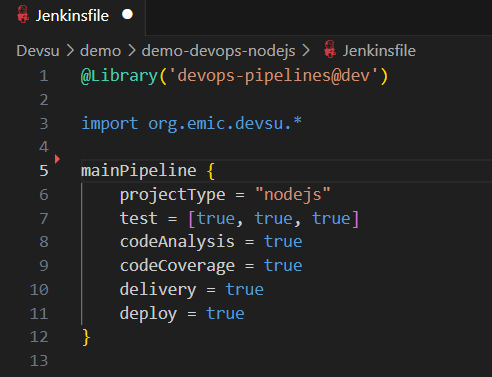 Jenkinsfile
Devsu > demo > demo-devops-nodejs > Jenkinsfile
1 @Library('devops-pipelines@dev')
2
3 import org.emic.devsu.*
4
5 mainPipeline {
6     projectType = "nodejs"
7     test = [true, true, true]
8     codeAnalysis = true
9     codeCoverage = true
10     delivery = true
11     deploy = true
12 }
13